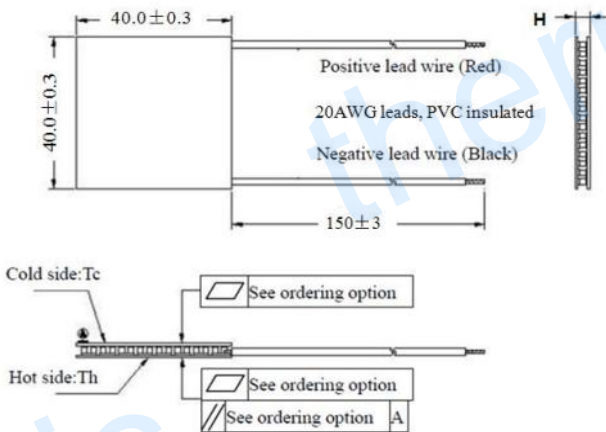 40.0±0.3
H
40.0±0.3
Positive lead wire (Red)
20AWG leads, PVC insulated
Negative lead wire (Black)
150±3
Cold side:Tc
See ordering option
A
Hot side:Th
See ordering option
See ordering option A